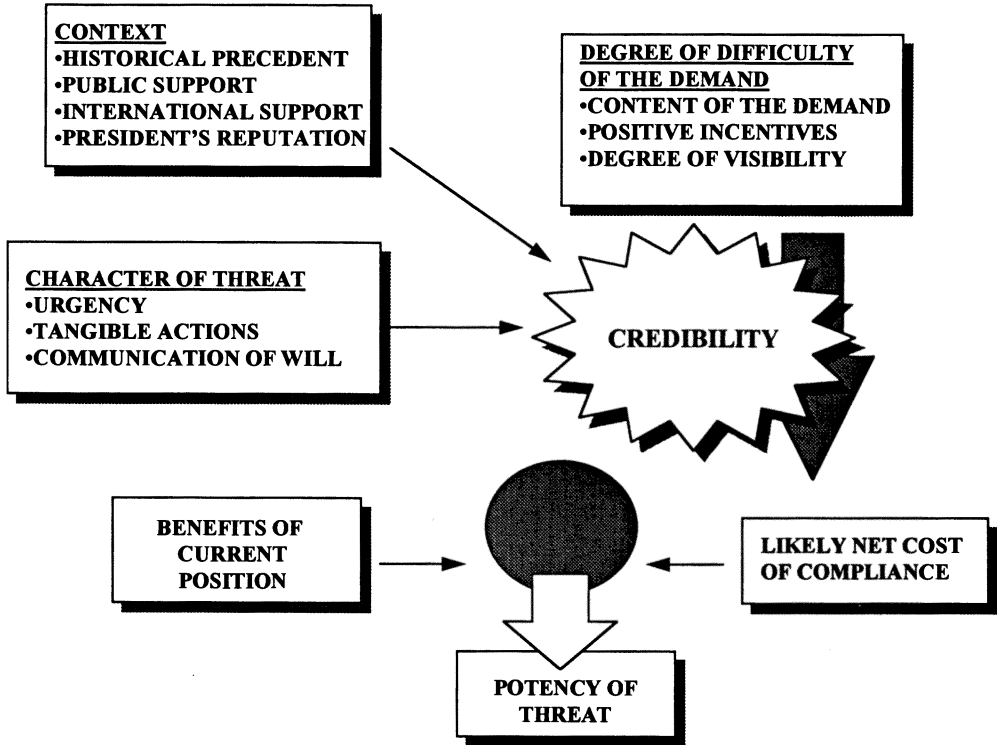 CONTEXT
•HISTORICAL PRECEDENT
•PUBLIC SUPPORT
•INTERNATIONAL SUPPORT
•PRESIDENT'S REPUTATION
DEGREE OF DIFFICULTY
OF THE DEMAND
•CONTENT OF THE DEMAND
•POSITIVE INCENTIVES
•DEGREE OF VISIBILITY
CHARACTER OF THREAT
•URGENCY
•TANGIBLE ACTIONS
•COMMUNICATION OF WILL
CREDIBILITY
BENEFITS OF
CURRENT
POSITION
LIKELY NET COST
OF COMPLIANCE
POTENCY OF
THREAT